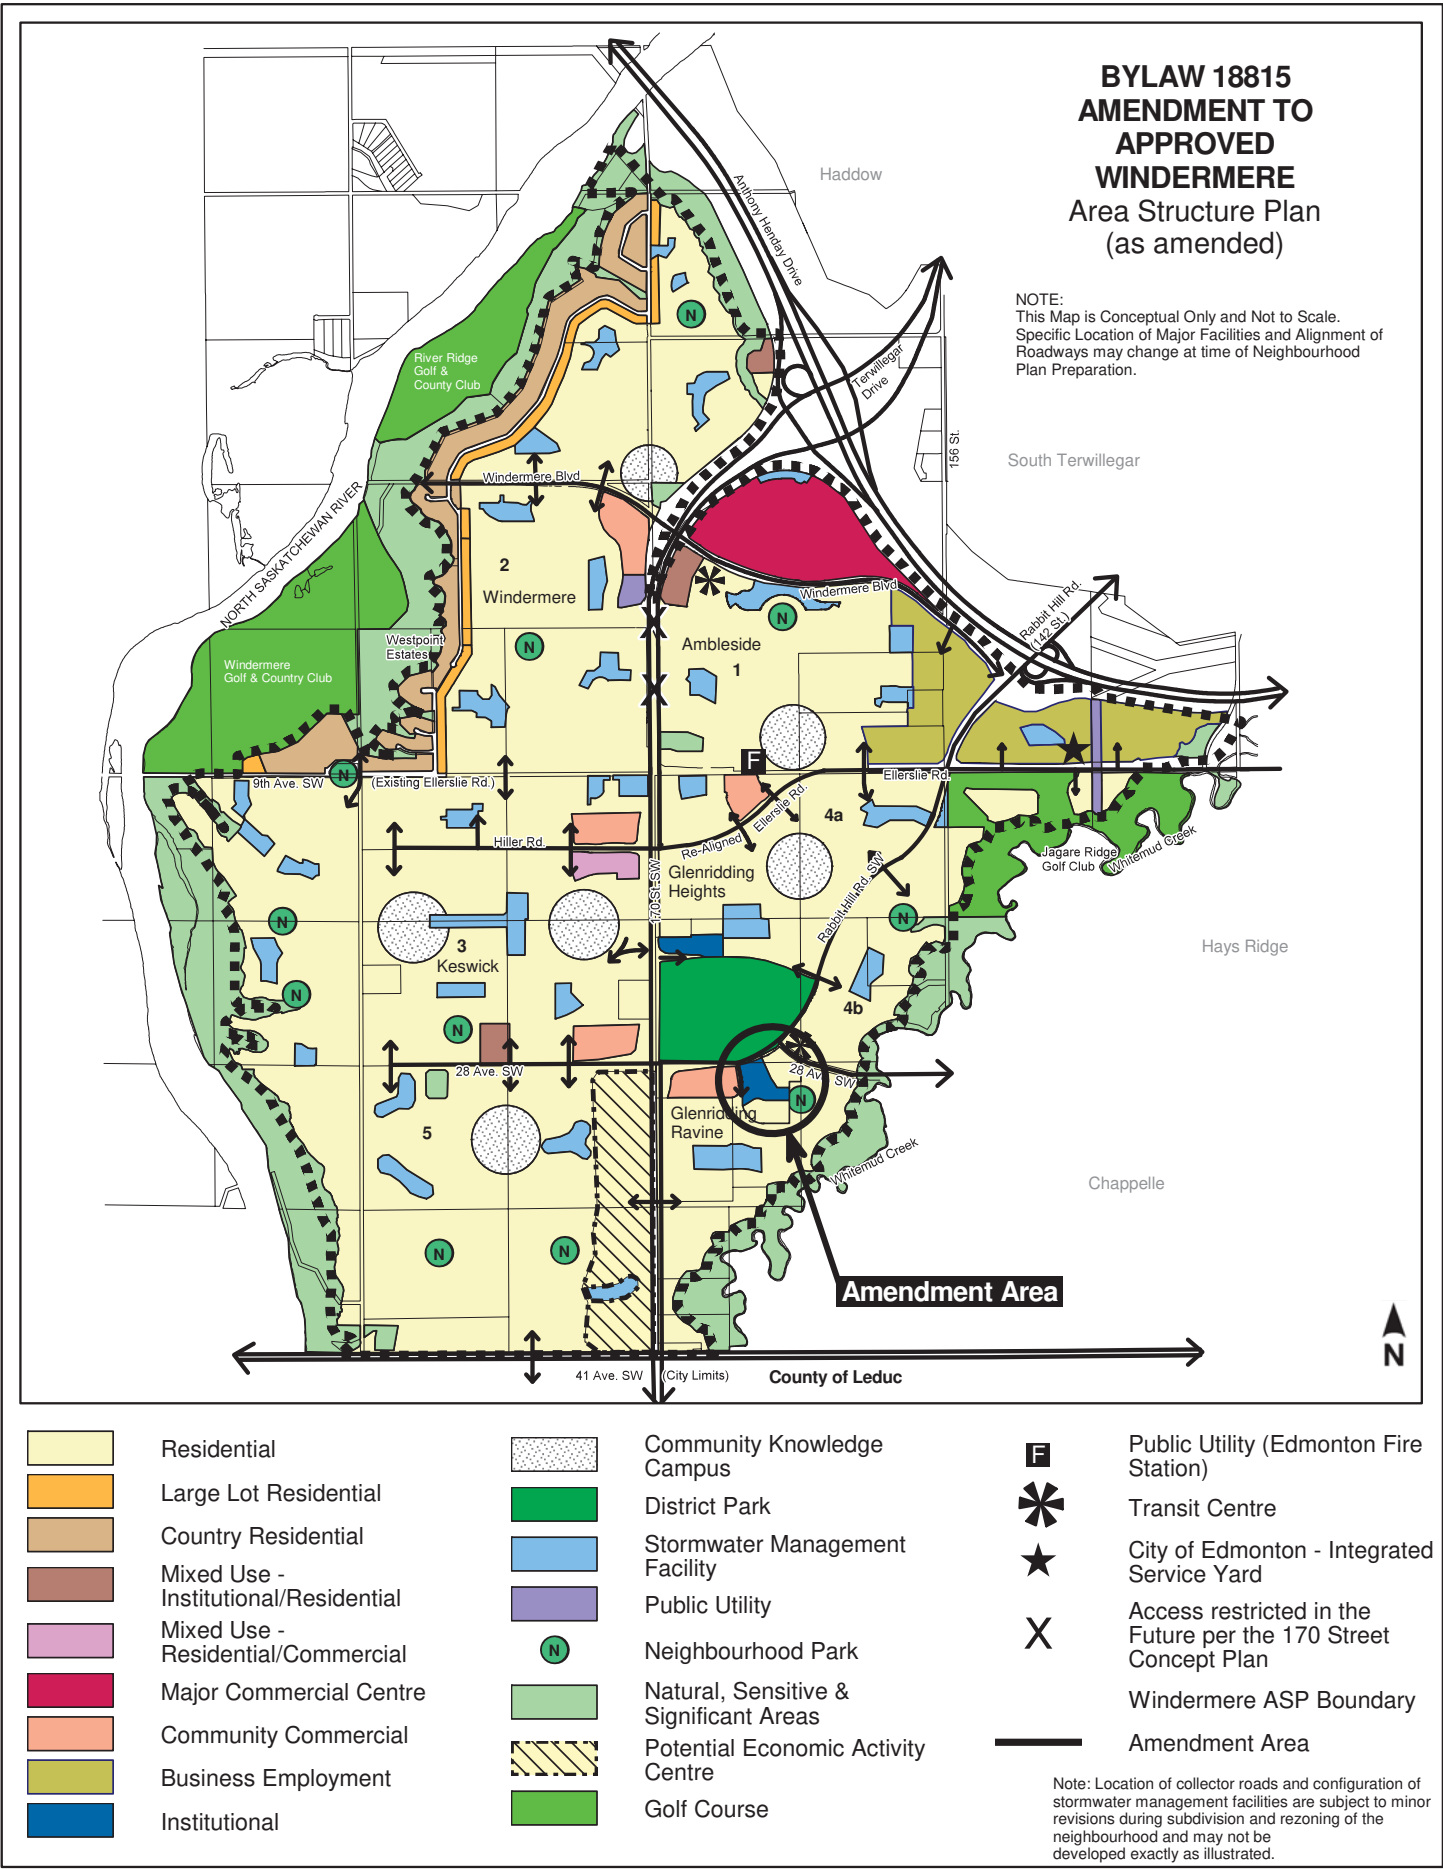 BYLAW 18815
AMENDMENT TO
APPROVED
WINDERMERE
Area Structure Plan
(as amended)
NOTE:
This Map is Conceptual Only and Not to Scale.
Specific Location of Major Facilities and Alignment of
Roadways may change at time of Neighbourhood
Plan Preparation.
Haddow
Anthony Henday Drive
Terwillegar
Drive
156 St.
South Terwillegar
River Ridge
Golf &
County Club
N
Windermere Blvd
NORTH SASKATCHEWAN RIVER
2
Windermere
Windermere Blvd
N
Rabbit Hill Rd.
(142 St.)
X
Westpoint
Estates
N
Ambleside
1
Windermere
Golf & Country Club
X
F
N
9th Ave. SW
(Existing Ellerslie Rd.)
Ellerslie Rd.
Re-Aligned
Ellerslie Rd.
4a
Hiller Rd.
Jagare Ridge
Golf Club
Whitemud Creek
Glenridding
Heights
170 St. SW
Rabbit Hill Rd. SW
N
N
3
Keswick
Hays Ridge
N
4b
N
28 Ave. SW
28 Ave. SW
N
Glenridding
Ravine
5
Whitemud Creek
Chappelle
N
N
Amendment Area
N
41 Ave. SW
(City Limits)
County of Leduc
Residential
Large Lot Residential
Country Residential
Mixed Use -
Institutional/Residential
Mixed Use -
Residential/Commercial
Major Commercial Centre
Community Commercial
Business Employment
Institutional
Community Knowledge
Campus
District Park
Stormwater Management
Facility
Public Utility
N
Neighbourhood Park
Natural, Sensitive &
Significant Areas
Potential Economic Activity
Centre
Golf Course
F
Public Utility (Edmonton Fire
Station)
Transit Centre
City of Edmonton - Integrated
Service Yard
X
Access restricted in the
Future per the 170 Street
Concept Plan
Windermere ASP Boundary
Amendment Area
Note: Location of collector roads and configuration of
stormwater management facilities are subject to minor
revisions during subdivision and rezoning of the
neighbourhood and may not be
developed exactly as illustrated.